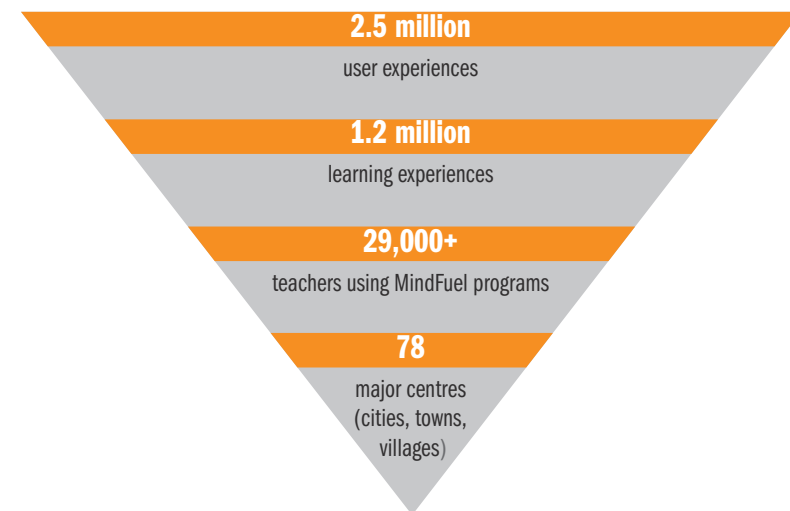 2.5 million
user experiences
1.2 million
learning experiences
29,000+
teachers using MindFuel programs
78
major centres
(cities, towns,
villages)